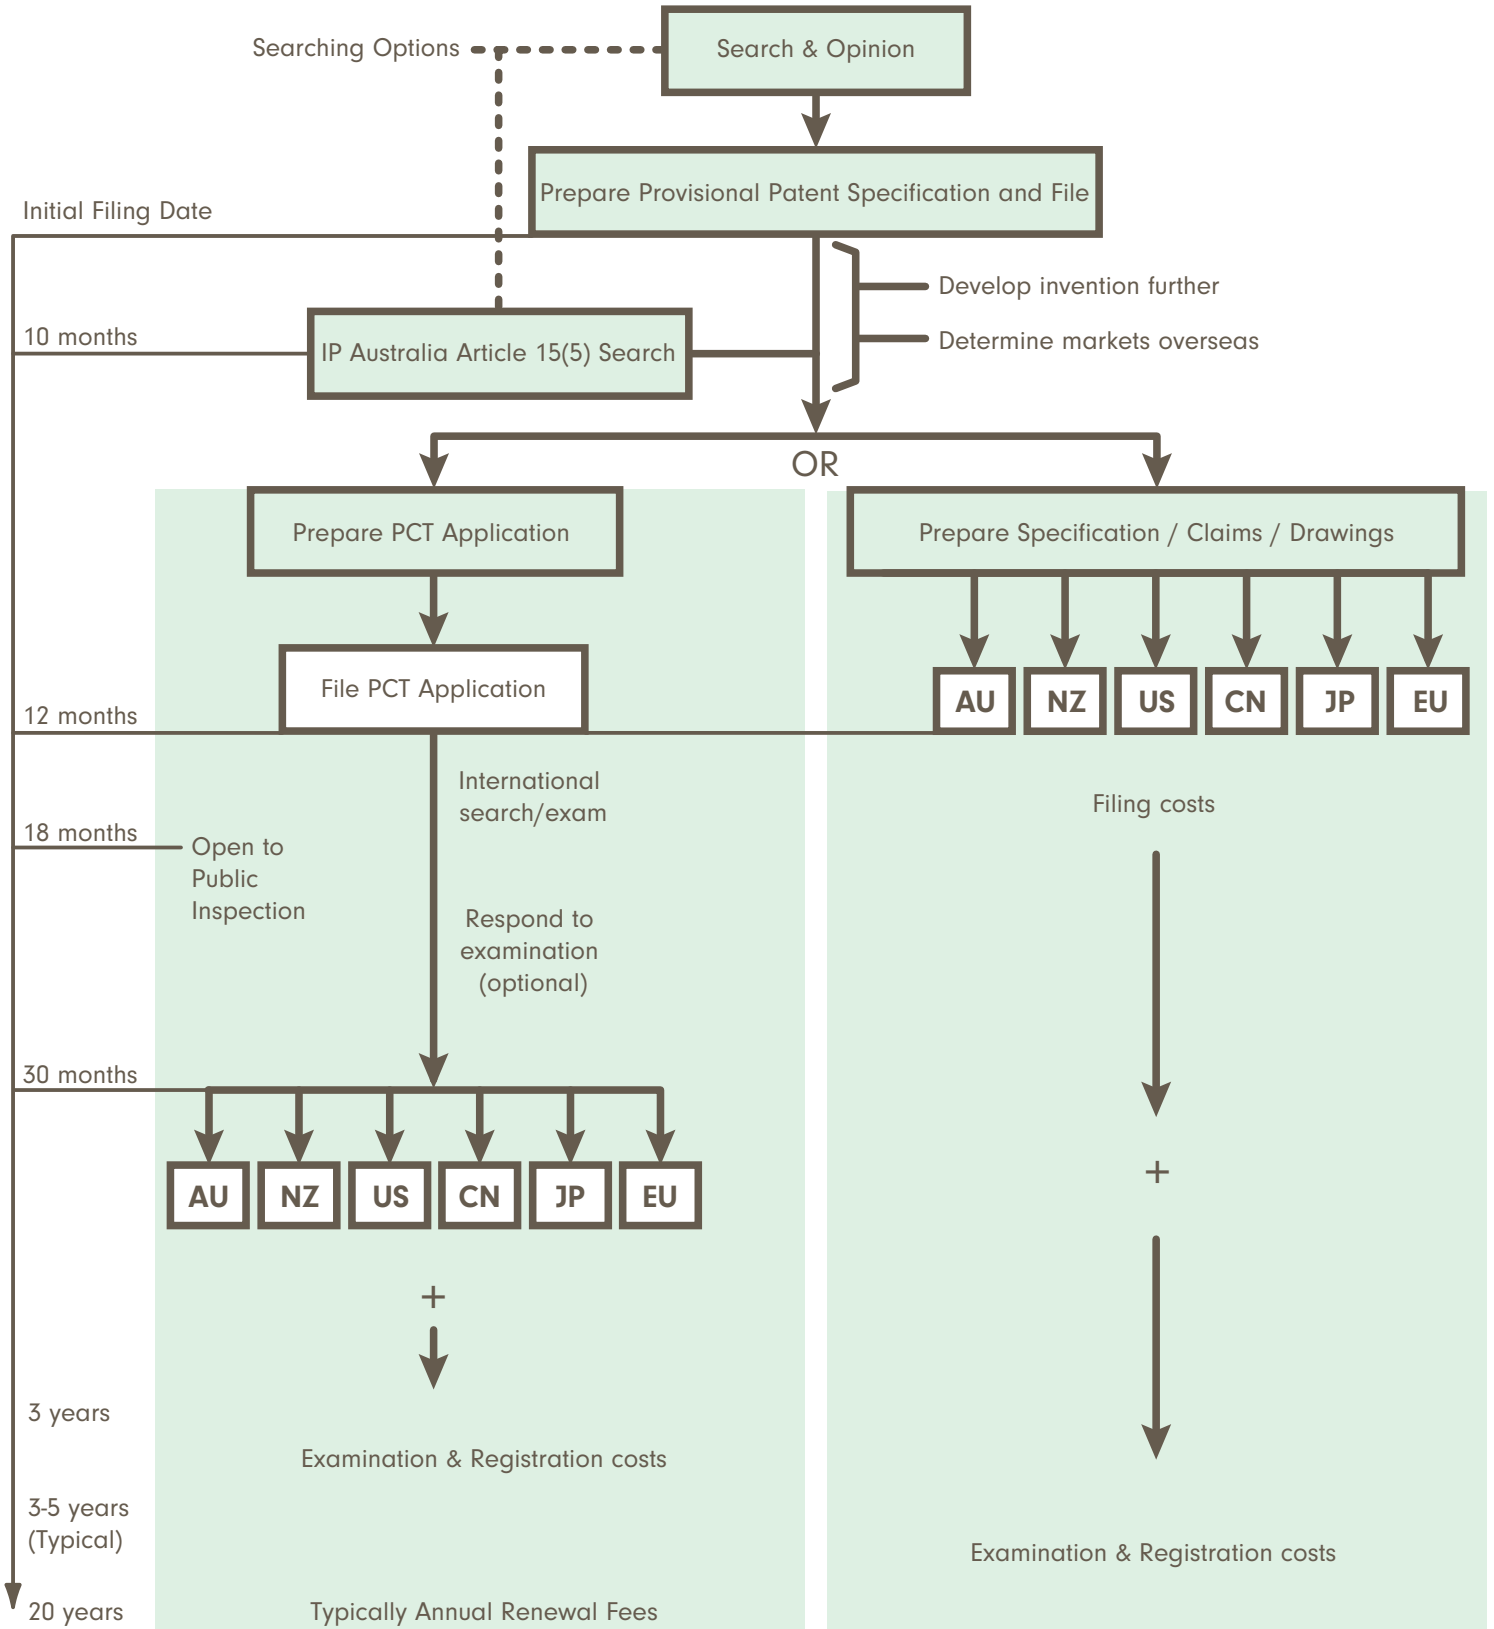 Searching Options
Search & Opinion
Prepare Provisional Patent Specification and File
Initial Filing Date
Develop invention further
10 months
Determine markets overseas
IP Australia Article 15(5) Search
OR
Prepare PCT Application
Prepare Specification / Claims / Drawings
File PCT Application
AU
NZ
US
CN
JP
EU
12 months
International
search/exam
Filing costs
18 months
Open to
Public
Inspection
Respond to
examination
(optional)
30 months
AU
NZ
US
CN
JP
EU
+
+
3 years
Examination & Registration costs
3-5 years
(Typical)
Examination & Registration costs
20 years
Typically Annual Renewal Fees